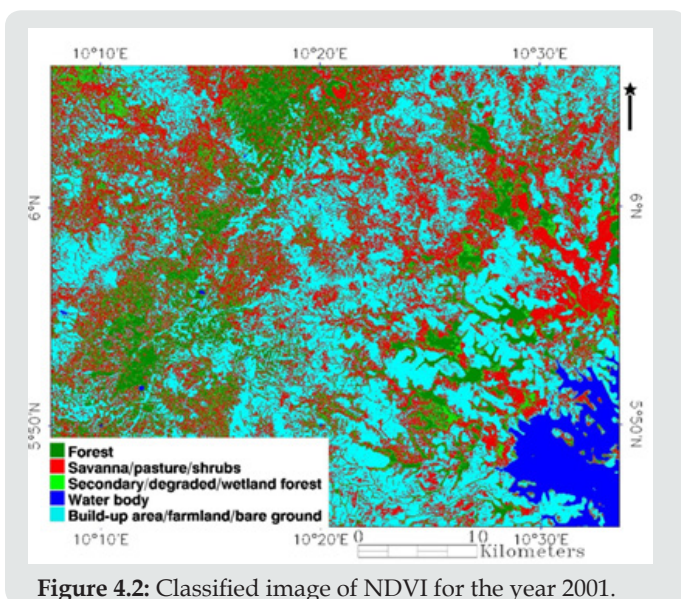 10°10'E 10°20'E 10°30'E
6°N 6°N
5°50'N 5°50'N
Forest
Savanna/pasture/shrubs
Secondary/degraded/wetland forest
Water body
Build-up area/farmland/bare ground
10°10'E 10°20'E 10°30'E
0 10
Kilometers
Figure 4.2: Classified image of NDVI for the year 2001.